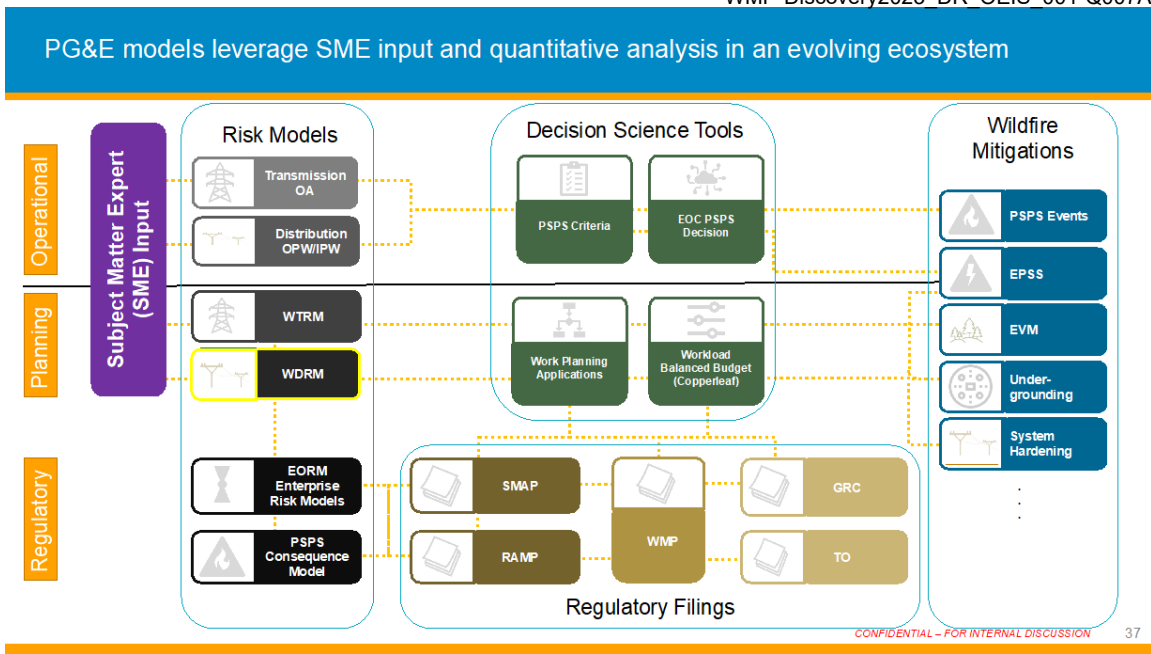 PG&E models leverage SME input and quantitative analysis in an evolving ecosystem
Operational
Planning
Regulatory
Subject Matter Expert
(SME) Input
Risk Models
Transmission
OA
Distribution
OPW/IPW
WTRM
WDRM
EORM
Enterprise
Risk Models
PSPS
Consequence
Model
Decision Science Tools
PSPS Criteria
EOC PSPS
Decision
Work Planning
Applications
Workload
Balanced Budget
(Copperleaf)
SMAP
RAMP
WMP
GRC
TO
Regulatory Filings
Wildfire
Mitigations
PSPS Events
EPSS
EVM
Under-
grounding
System
Hardening
.
.
.
CONFIDENTIAL – FOR INTERNAL DISCUSSION
37